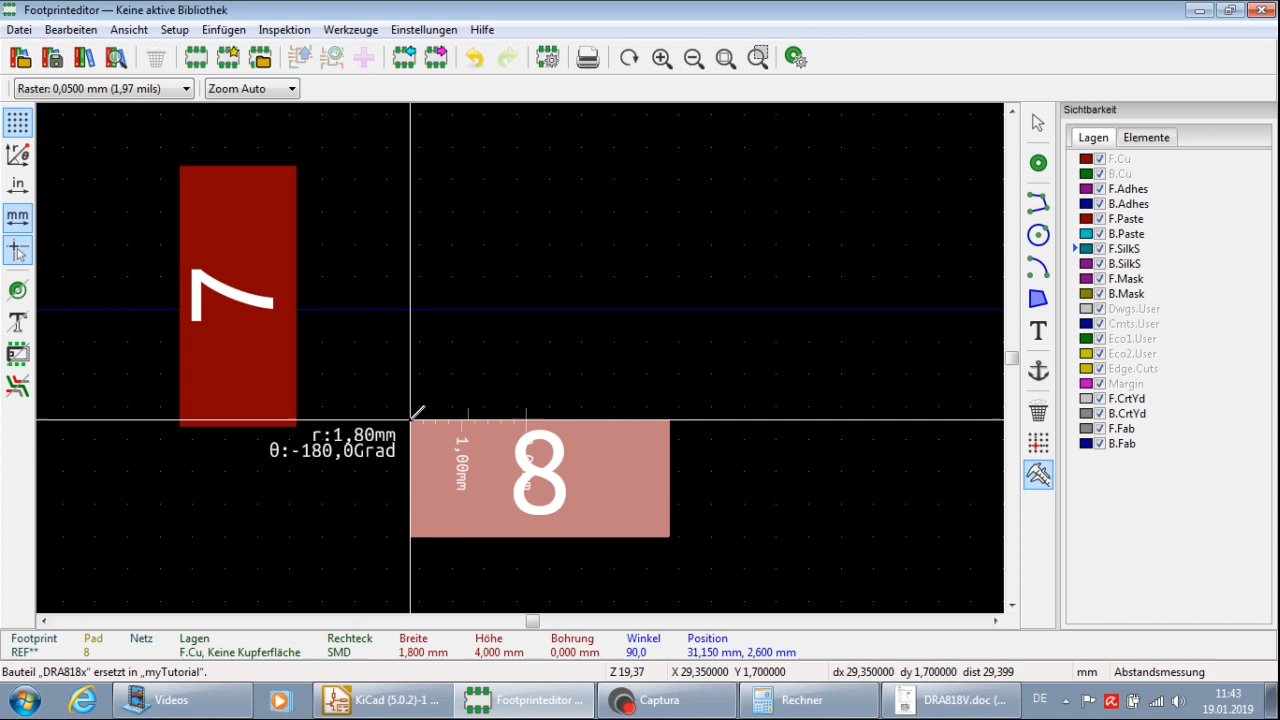 Footprinteditor — Keine aktive Bibliothek
Datei Bearbeiten Ansicht Setup Einfügen Inspektion Werkzeuge Einstellungen Hilfe
Raster: 0,0500 mm (1,97 mils) Zoom Auto
Sichtbarkeit
Lagen Elemente
F.Cu
B.Cu
F.Adhes
B.Adhes
F.Paste
B.Paste
F.SilkS
B.SilkS
F.Mask
B.Mask
Dwgs.User
Cmts.User
Eco1.User
Eco2.User
Edge.Cuts
Margin
F.CrtYd
B.CrtYd
F.Fab
B.Fab
in
mm
7
r:1,80mm
θ:-180,0Grad
1,00mm
8
Footprint Pad Netz Lagen Rechteck Breite Höhe Bohrung Winkel Position
REF** 8 F.Cu, Keine Kupferfläche SMD 1,800 mm 4,000 mm 0,000 mm 90,0 31,150 mm, 2,600 mm
Bauteil „DRA818x“ ersetzt in „myTutorial“. Z 19,37 X 29,350000 Y 1,700000 dx 29,350000 dy 1,700000 dist 29,399 mm Abstandsmessung
Videos KiCad (5.0.2)-1 ... Footprinteditor ... Captura Rechner DRA818V.doc (... DE 11:43
19.01.2019